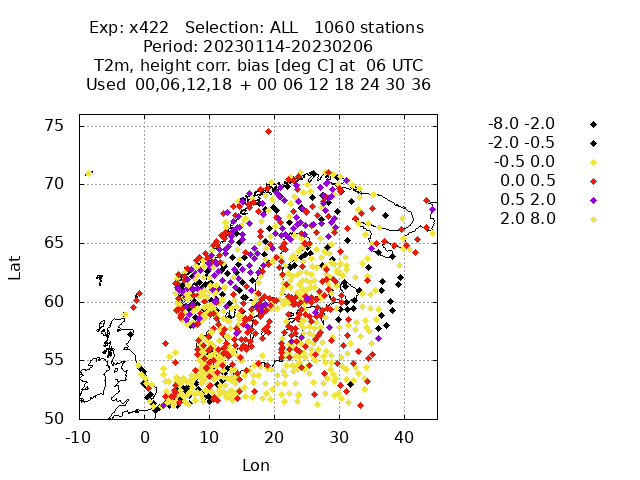 Exp: x422   Selection: ALL   1060 stations
Period: 20230114-20230206
T2m, height corr. bias [deg C] at  06 UTC
Used  00,06,12,18  + 00 06 12 18 24 30 36
-8.0 -2.0
-2.0 -0.5
-0.5 0.0
0.0 0.5
0.5 2.0
2.0 8.0
75
70
65
60
55
50
Lat
-10 0 10 20 30 40
Lon